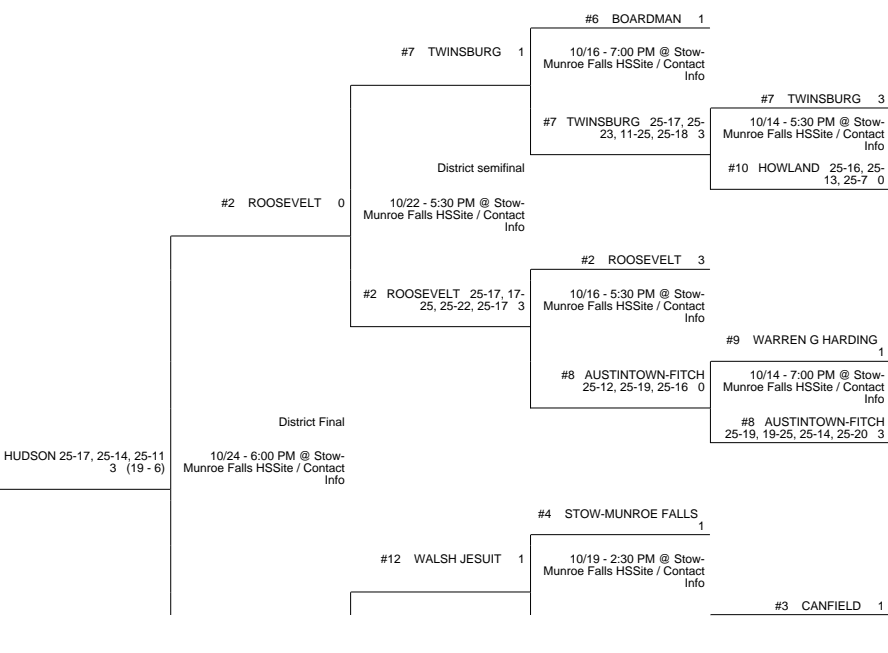 #6 BOARDMAN 1
#7 TWINSBURG 1
10/16 - 7:00 PM @ Stow-
Munroe Falls HSSite / Contact
Info
#7 TWINSBURG 3
#7 TWINSBURG 25-17, 25-
23, 11-25, 25-18 3
10/14 - 5:30 PM @ Stow-
Munroe Falls HSSite / Contact
Info
District semifinal
#10 HOWLAND 25-16, 25-
13, 25-7 0
#2 ROOSEVELT 0
10/22 - 5:30 PM @ Stow-
Munroe Falls HSSite / Contact
Info
#2 ROOSEVELT 3
#2 ROOSEVELT 25-17, 17-
25, 25-22, 25-17 3
10/16 - 5:30 PM @ Stow-
Munroe Falls HSSite / Contact
Info
#9 WARREN G HARDING
1
#8 AUSTINTOWN-FITCH
25-12, 25-19, 25-16 0
10/14 - 7:00 PM @ Stow-
Munroe Falls HSSite / Contact
Info
District Final
#8 AUSTINTOWN-FITCH
25-19, 19-25, 25-14, 25-20 3
HUDSON 25-17, 25-14, 25-11
3 (19 - 6)
10/24 - 6:00 PM @ Stow-
Munroe Falls HSSite / Contact
Info
#4 STOW-MUNROE FALLS
1
#12 WALSH JESUIT 1
10/19 - 2:30 PM @ Stow-
Munroe Falls HSSite / Contact
Info
#3 CANFIELD 1